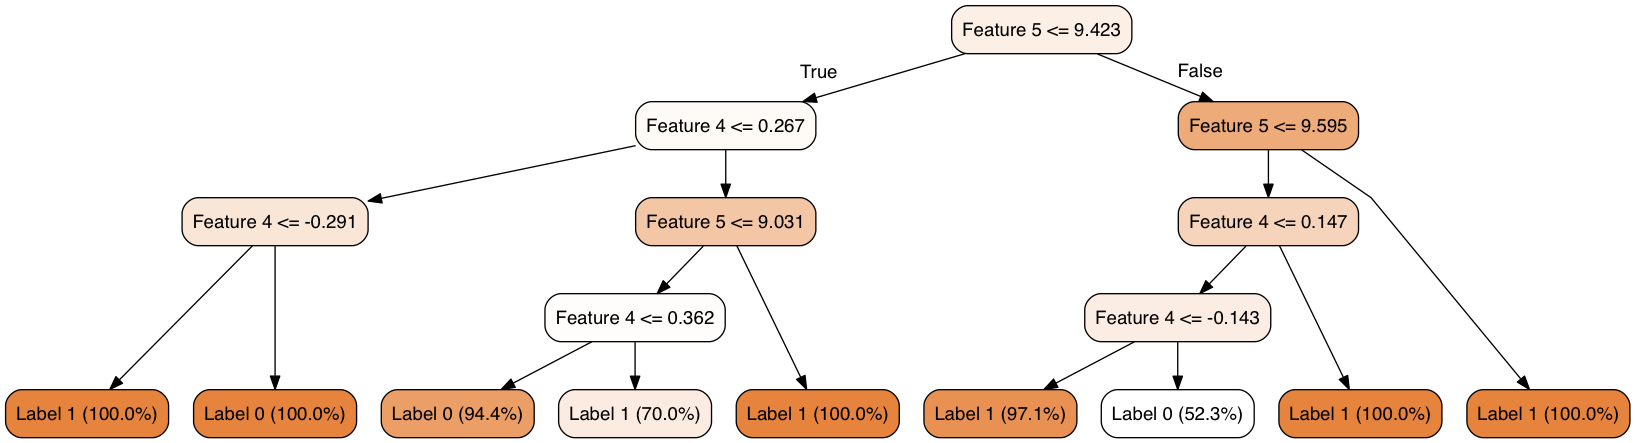 Feature 5 <= 9.423
True
False
Feature 4 <= 0.267
Feature 5 <= 9.595
Feature 4 <= -0.291
Feature 5 <= 9.031
Feature 4 <= 0.147
Feature 4 <= 0.362
Feature 4 <= -0.143
Label 1 (100.0%)
Label 0 (100.0%)
Label 0 (94.4%)
Label 1 (70.0%)
Label 1 (100.0%)
Label 1 (97.1%)
Label 0 (52.3%)
Label 1 (100.0%)
Label 1 (100.0%)